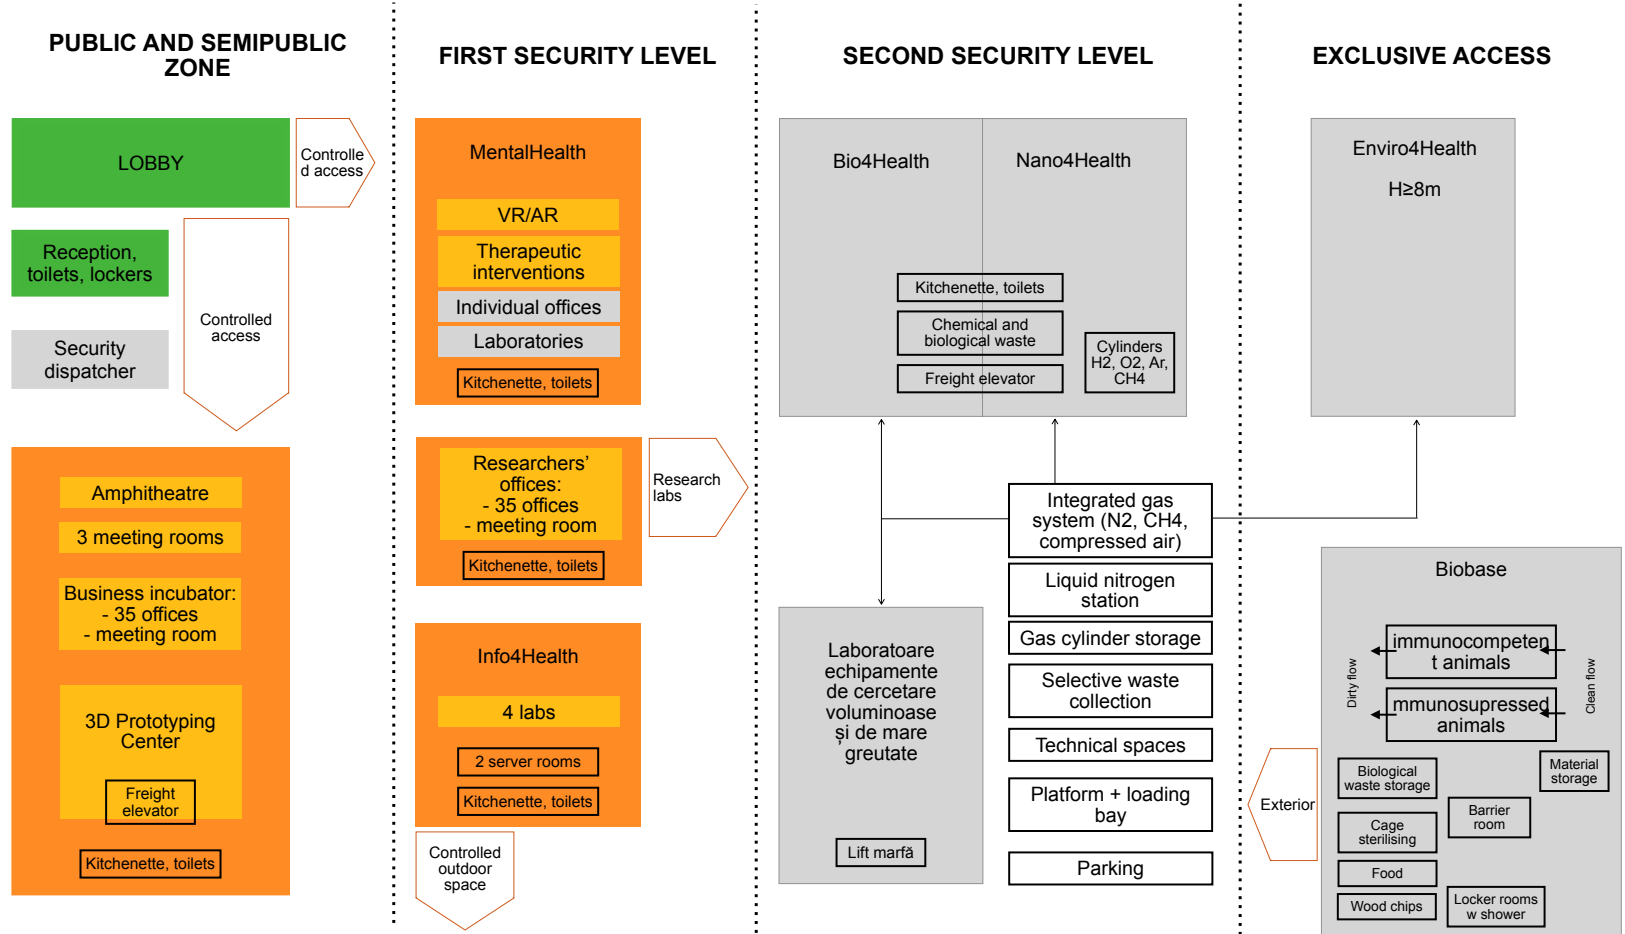 PUBLIC AND SEMIPUBLIC
ZONE
LOBBY
Controlle
d access
Reception,
toilets, lockers
Security
dispatcher
Controlled
access
Amphitheatre
3 meeting rooms
Business incubator:
- 35 offices
- meeting room
3D Prototyping
Center
Freight
elevator
Kitchenette, toilets
FIRST SECURITY LEVEL
MentalHealth
VR/AR
Therapeutic
interventions
Individual offices
Laboratories
Kitchenette, toilets
Researchers’
offices:
- 35 offices
- meeting room
Kitchenette, toilets
Research
labs
Info4Health
4 labs
2 server rooms
Kitchenette, toilets
Controlled
outdoor
space
SECOND SECURITY LEVEL
Bio4Health
Nano4Health
Kitchenette, toilets
Chemical and
biological waste
Freight elevator
Cylinders
H2, O2, Ar,
CH4
Integrated gas
system (N2, CH4,
compressed air)
Liquid nitrogen
station
Gas cylinder storage
Selective waste
collection
Technical spaces
Platform + loading
bay
Parking
Laboratoare
echipamente
de cercetare
voluminoase
și de mare
greutate
Lift marfă
EXCLUSIVE ACCESS
Enviro4Health
H≥8m
Biobase
immunocompeten
t animals
mmunosupressed
animals
Dirty flow
Clean flow
Material
storage
Biological
waste storage
Barrier
room
Cage
sterilising
Food
Wood chips
Locker rooms
w shower
Exterior